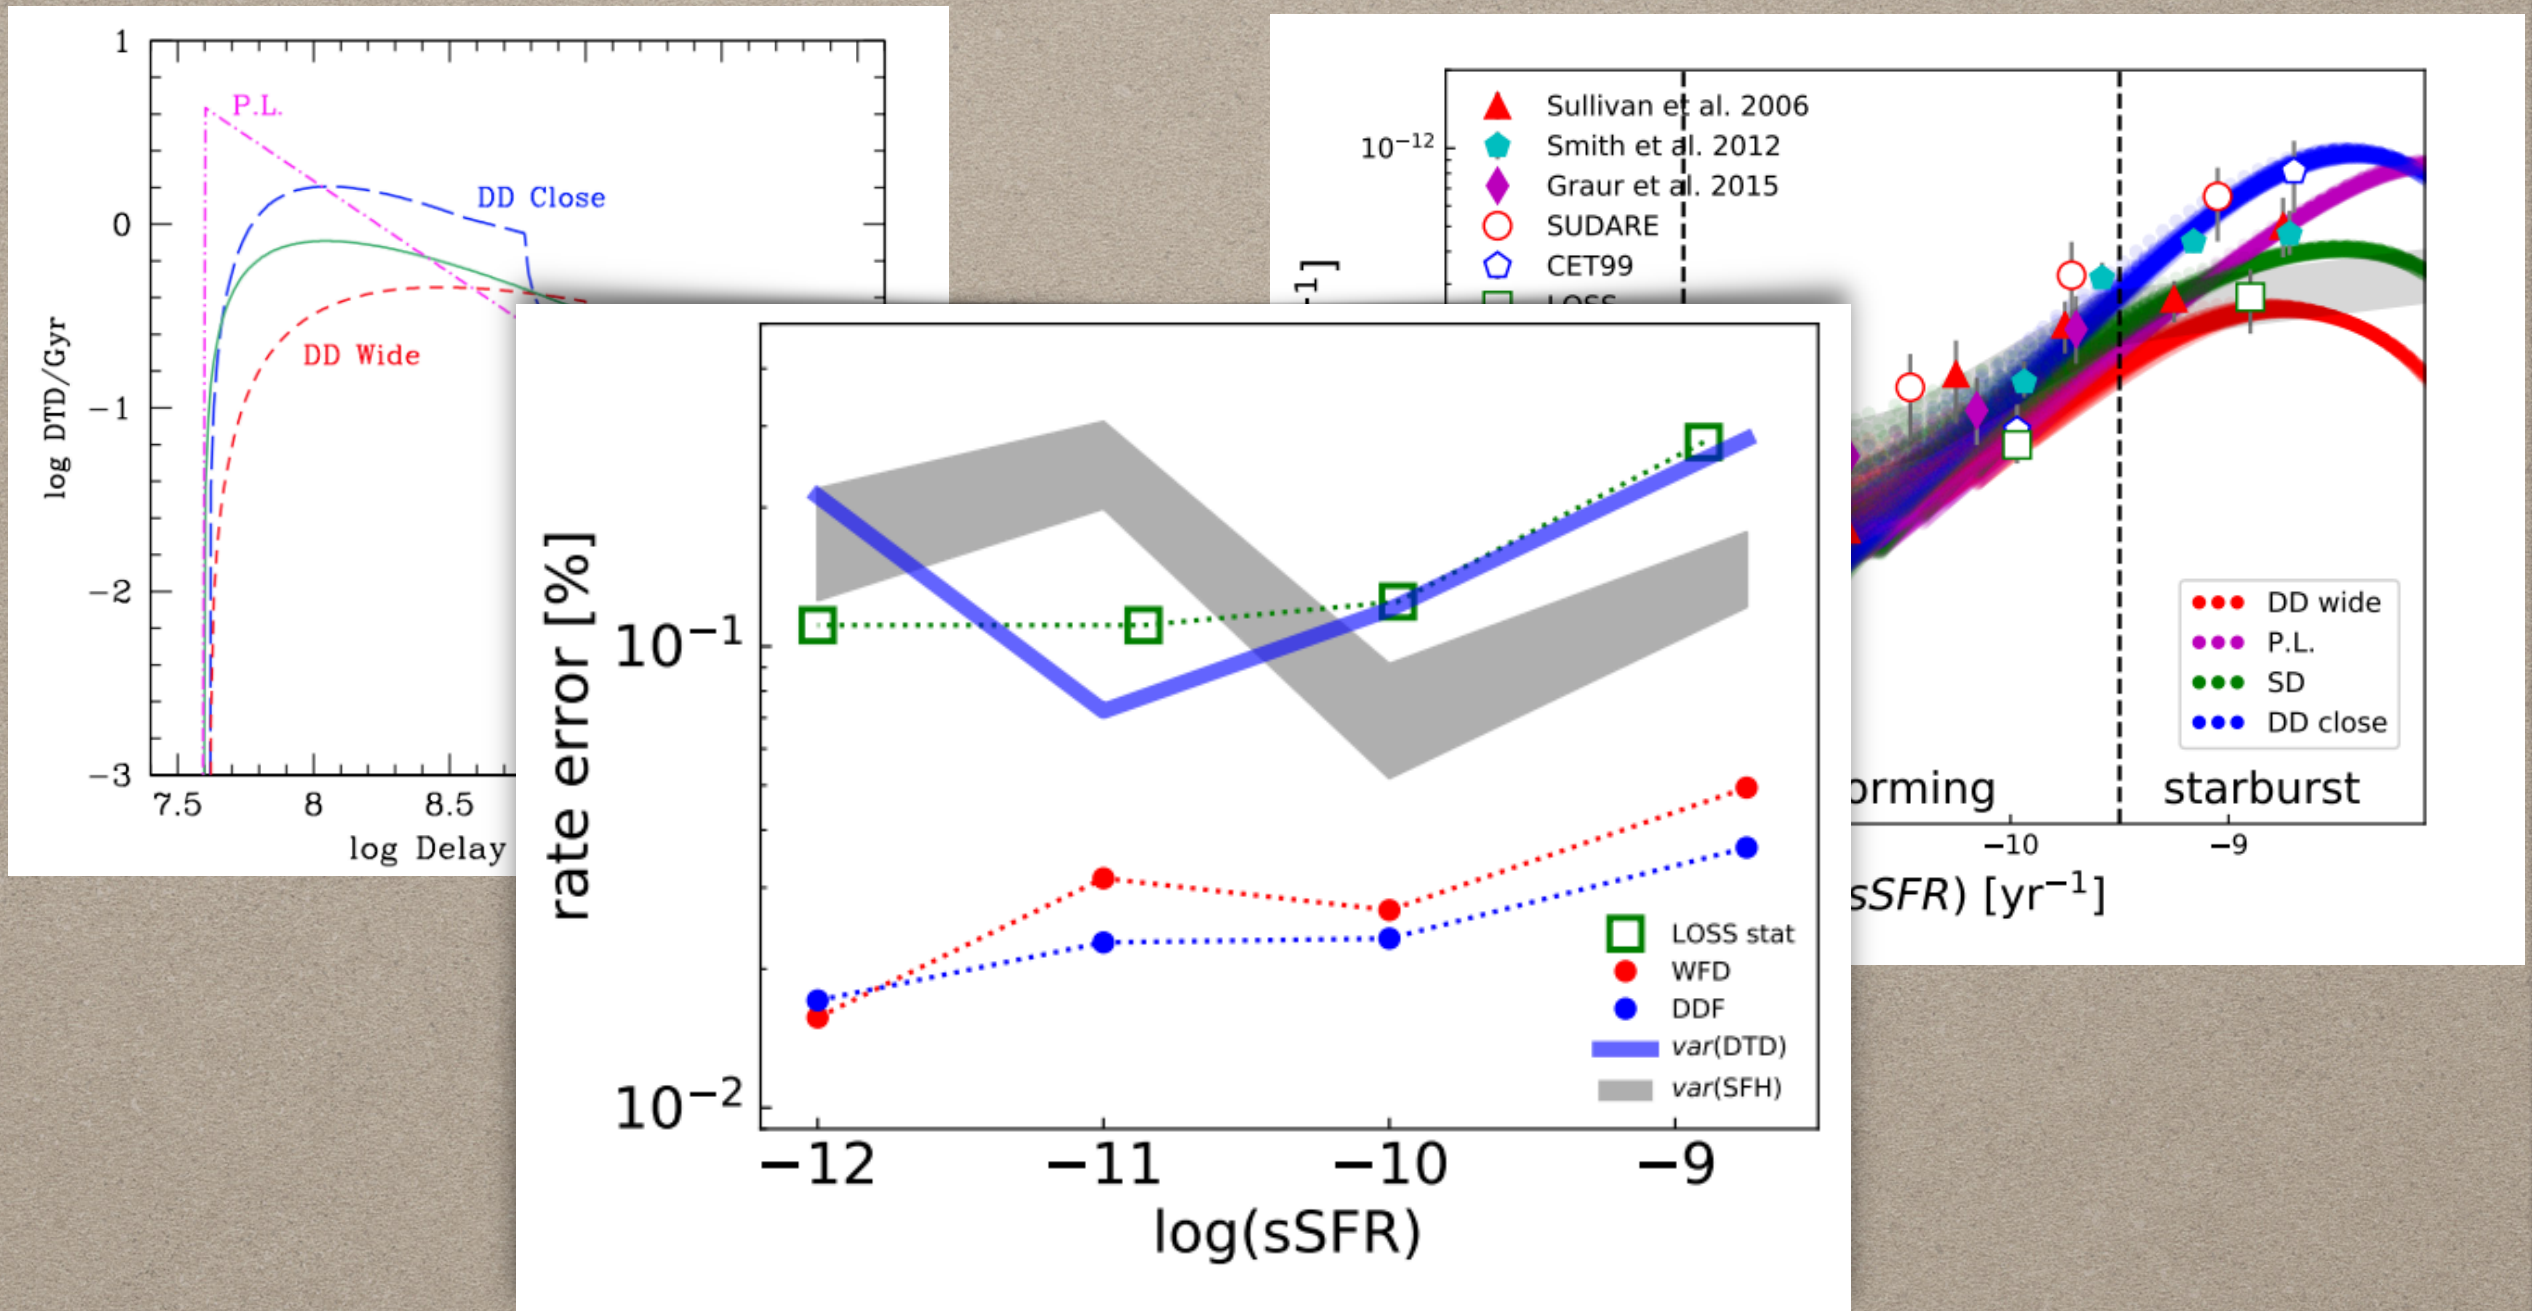 1
0
−1
−2
−3
log DTD/Gyr
P.L.
DD Close
DD Wide
7.5 8 8.5
log Delay
Sullivan et al. 2006
Smith et al. 2012
Graur et al. 2015
SUDARE
CET99
LOSS
10−12
−1]
DD wide
P.L.
SD
DD close
orming
starburst
−10 −9
sSFR) [yr−1]
rate error [%]
10−1
10−2
LOSS stat
WFD
DDF
var(DTD)
var(SFH)
−12 −11 −10 −9
log(sSFR)